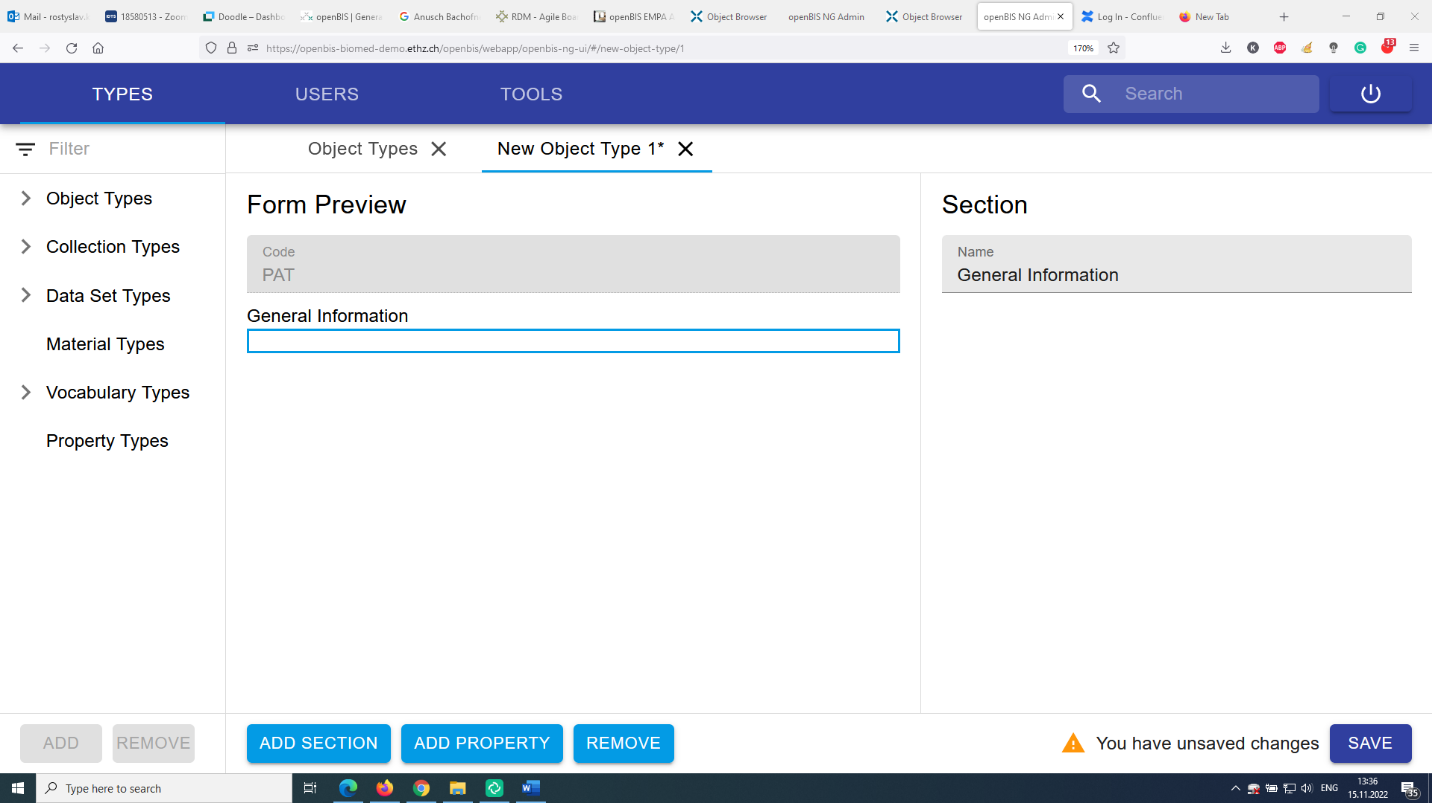 Mail - rostyslav.k
18580513 - Zoom
Doodle – Dashb
openBIS | Genera
Anusch Bachofn
RDM - Agile Boa
openBIS EMPA A
Object Browser
openBIS NG Admin
Object Browser
openBIS NG Admi
Log In - Conflue
New Tab
https://openbis-biomed-demo.ethz.ch/openbis/webapp/openbis-ng-ui/#/new-object-type/1
170%
13
TYPES
USERS
TOOLS
Search
Filter
Object Types
New Object Type 1*
Object Types
Collection Types
Data Set Types
Material Types
Vocabulary Types
Property Types
Form Preview
Code
PAT
General Information
Section
Name
General Information
ADD
REMOVE
ADD SECTION
ADD PROPERTY
REMOVE
You have unsaved changes
SAVE
Type here to search
ENG
13:36
15.11.2022
35